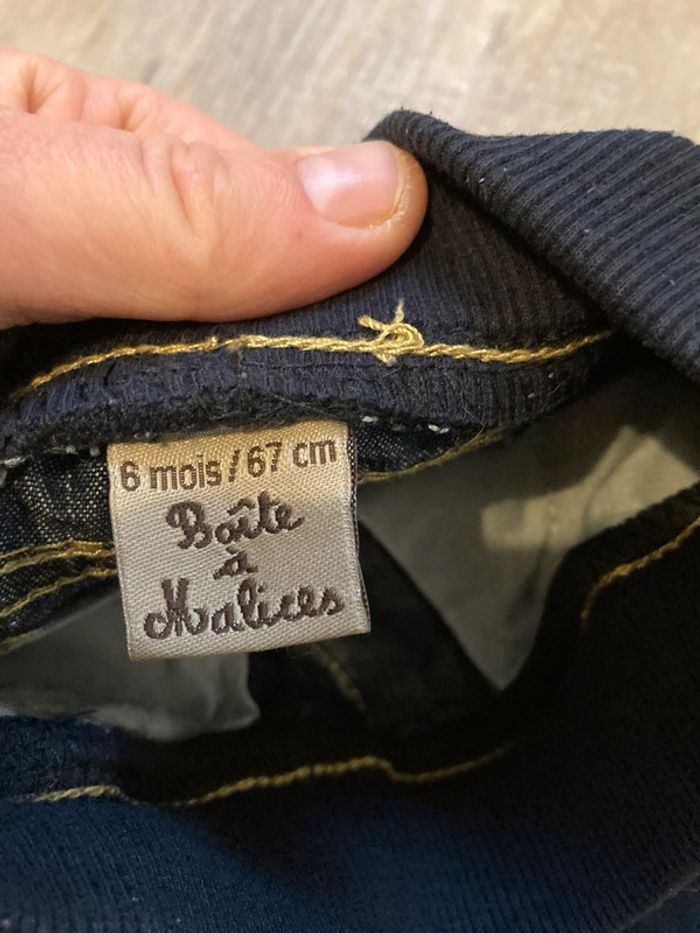 6 mois / 67 cm
Boîte
à
Malices